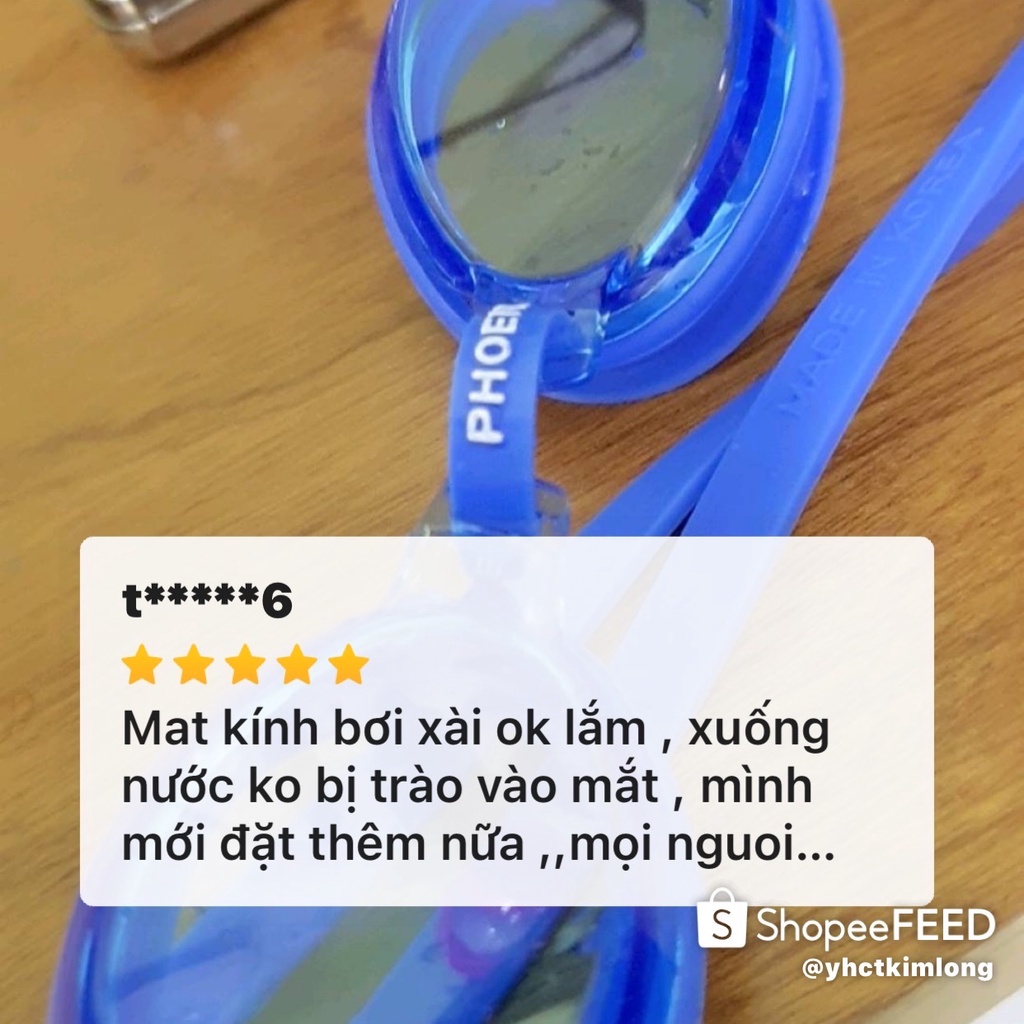 PHOEN
MADE IN KOREA
t*****6
Mat kính bơi xài ok lắm , xuống
nước ko bị trào vào mắt , mình
mới đặt thêm nữa ,,mọi nguoi...
S ShopeeFEED
@yhctkimlong